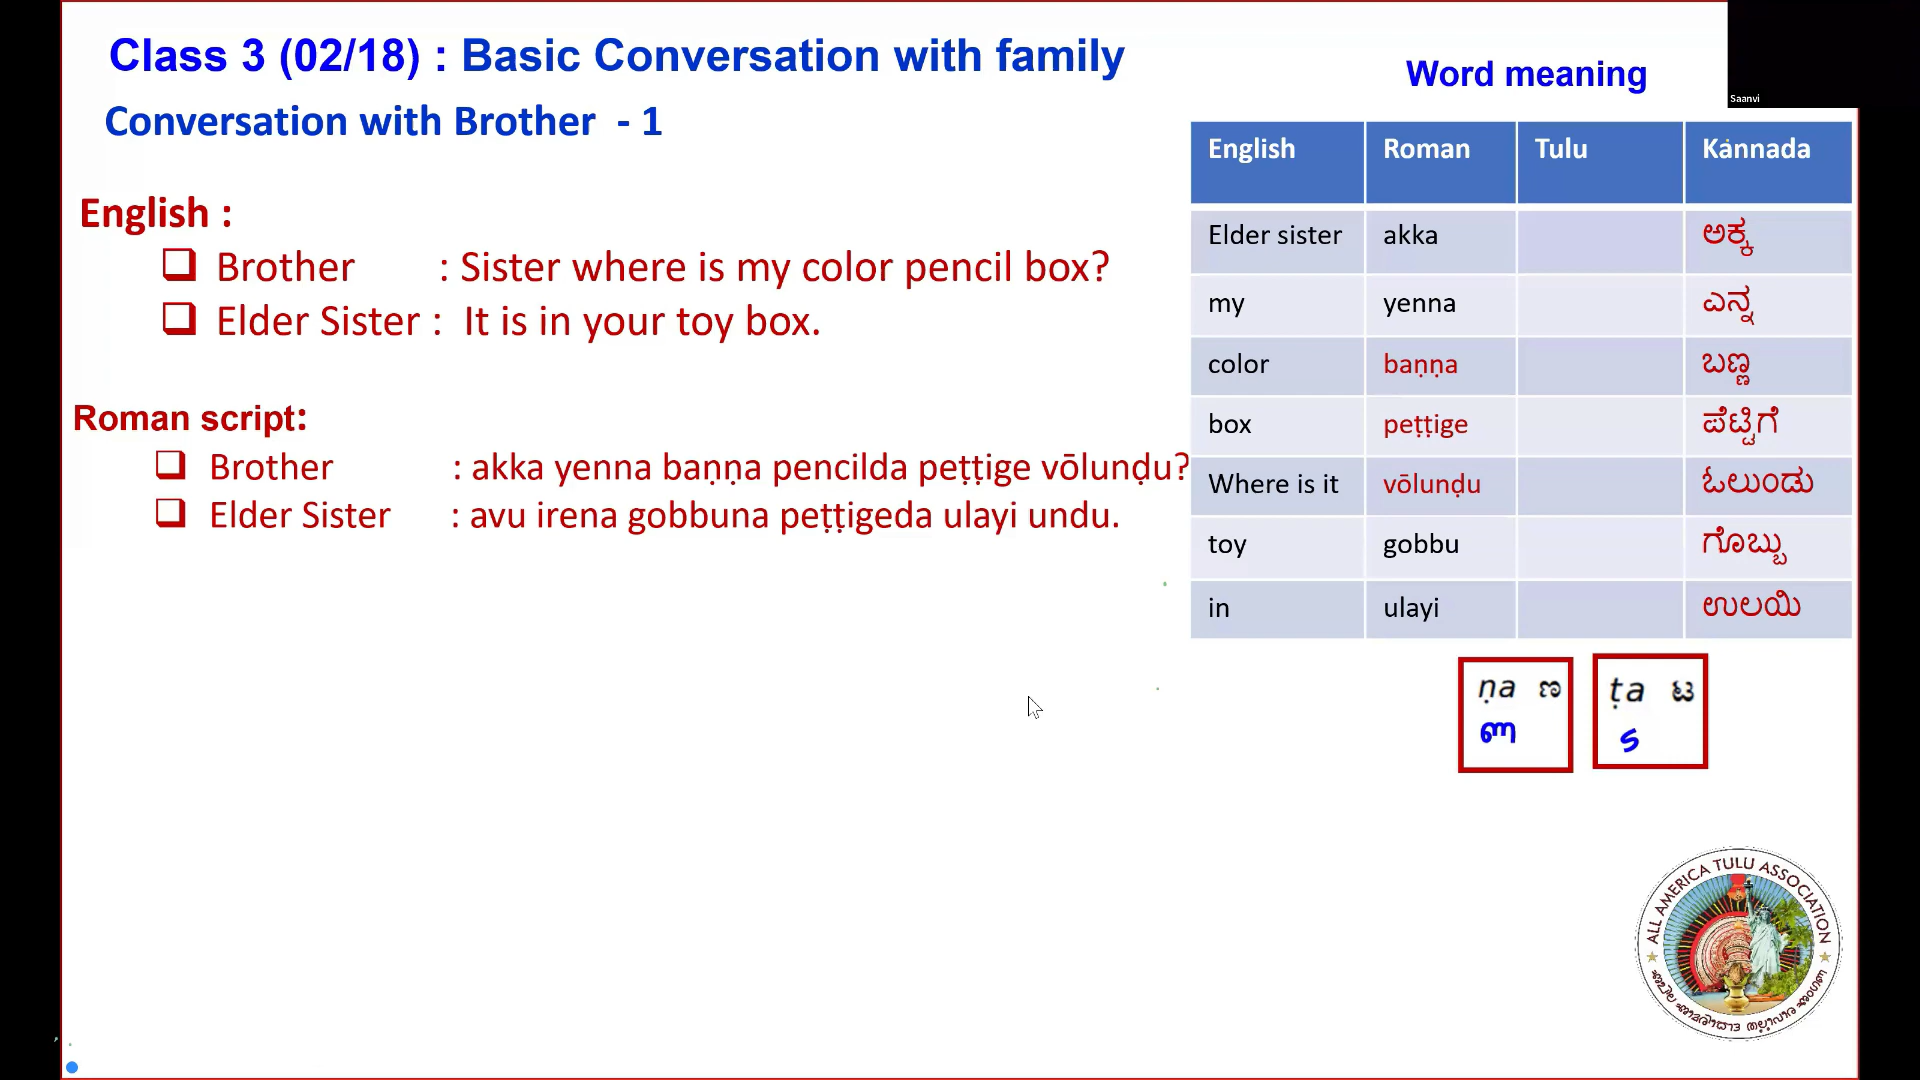 Class 3 (02/18) : Basic Conversation with family
Conversation with Brother - 1
English :
Brother : Sister where is my color pencil box?
Elder Sister : It is in your toy box.
Roman script:
Brother : akka yenna baṇṇa pencilda peṭṭige vōlunḍu?
Elder Sister : avu irena gobbuna peṭṭigeda ulayi undu.
Word meaning
Saanvi
English Roman Tulu Kannada
Elder sister akka ಅಕ್ಕ
my yenna ಎನ್ನ
color baṇṇa ಬಣ್ಣ
box peṭṭige ಪೆಟ್ಟಿಗೆ
Where is it vōlunḍu ಓಲುಂಡು
toy gobbu ಗೊಬ್ಬು
in ulayi ಉಲಯಿ
ṇa ಣ
ണ
ṭa ಟ
ALL AMERICA TULU ASSOCIATION